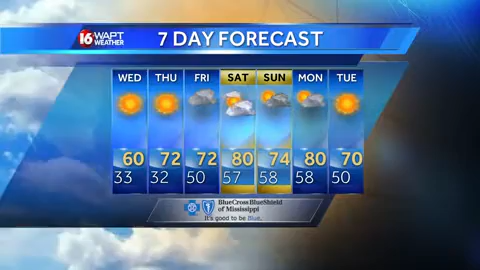 16 WAPT
WEATHER
7 DAY FORECAST
WED THU FRI SAT SUN MON TUE
60 72 72 80 74 80 70
33 32 50 57 58 58 50
BlueCross BlueShield
of Mississippi
It's good to be Blue.